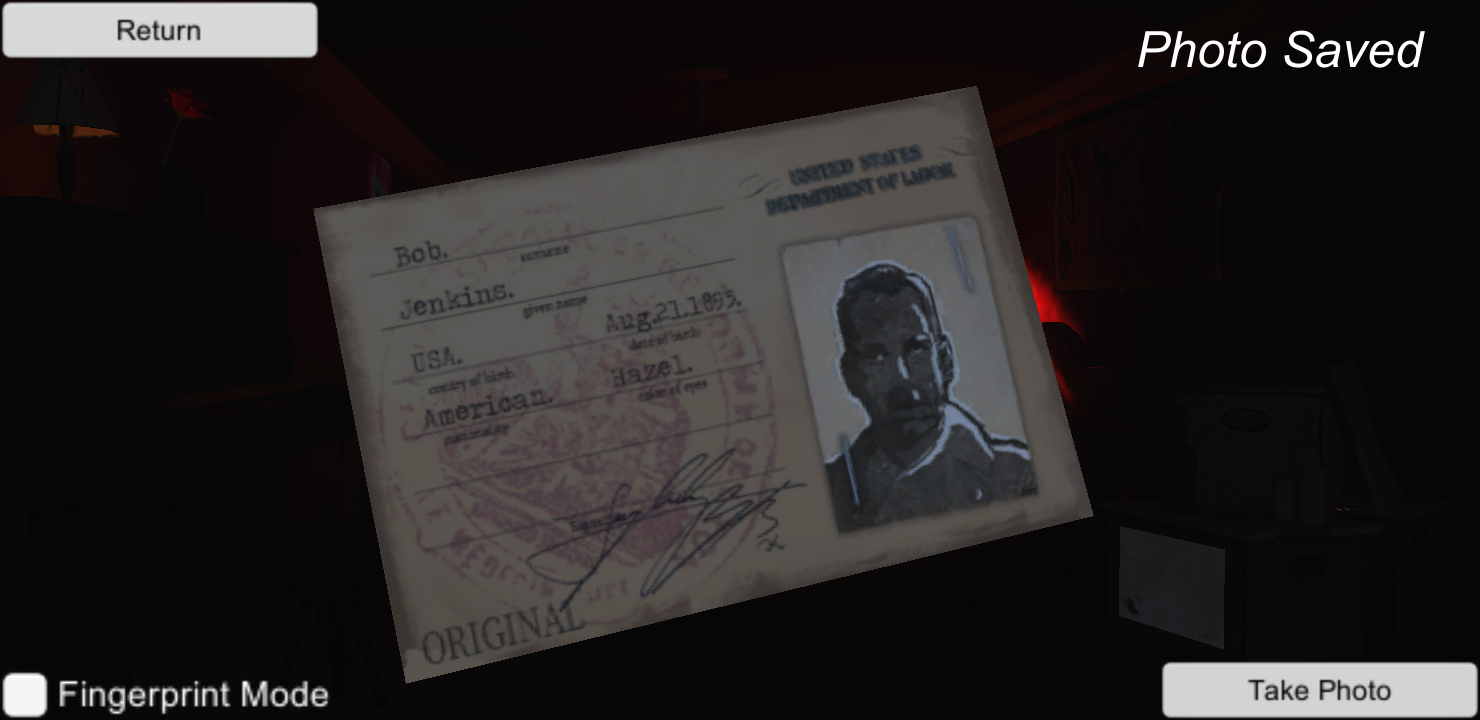 Return
Photo Saved
UNITED STATES
DEPARTMENT OF LABOR
Bob.
surname
Jenkins.
given name
Aug.21.1895.
date of birth
USA.
country of birth
Hazel.
color of eyes
American.
nationality
ORIGINAL
Fingerprint Mode
Take Photo